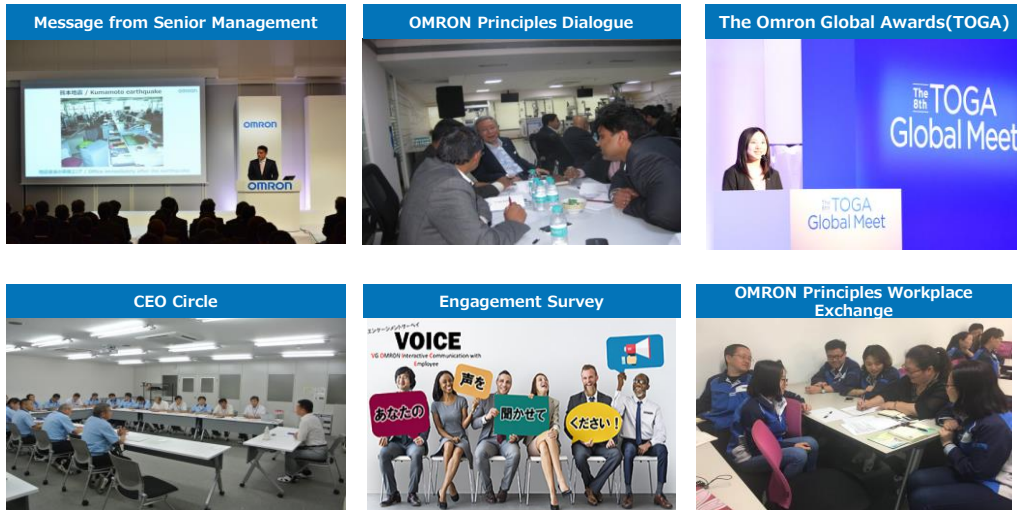 Message from Senior Management
OMRON Principles Dialogue
The Omron Global Awards(TOGA)
熊本地震 / Kumamoto earthquake
OMRON
OMRON
The 8th TOGA
Global Meet
The 8th TOGA
Global Meet
CEO Circle
Engagement Survey
OMRON Principles Workplace
Exchange
エンゲージメントサーベイ
VOICE
VG OMRON Interactive Communication with
Employee
声を
あなたの
聞かせて
ください！